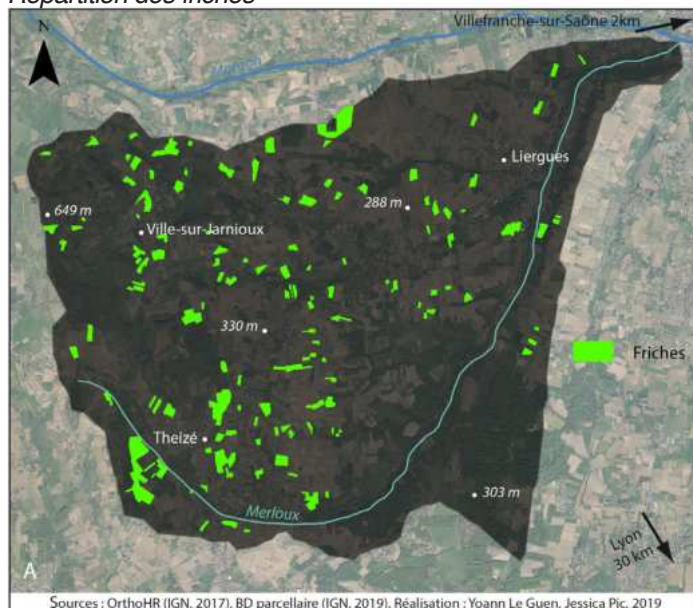 Répartition des friches
Villefranche-sur-Saône 2km
N
Liergues
649 m
288 m
Ville-sur-Jarnioux
330 m
Friches
Theizé
303 m
Merloux
Lyon
30 km
A
Sources : OrthoHR (IGN, 2017), BD parcellaire (IGN, 2019). Réalisation : Yoann Le Guen, Jessica Pic, 2019